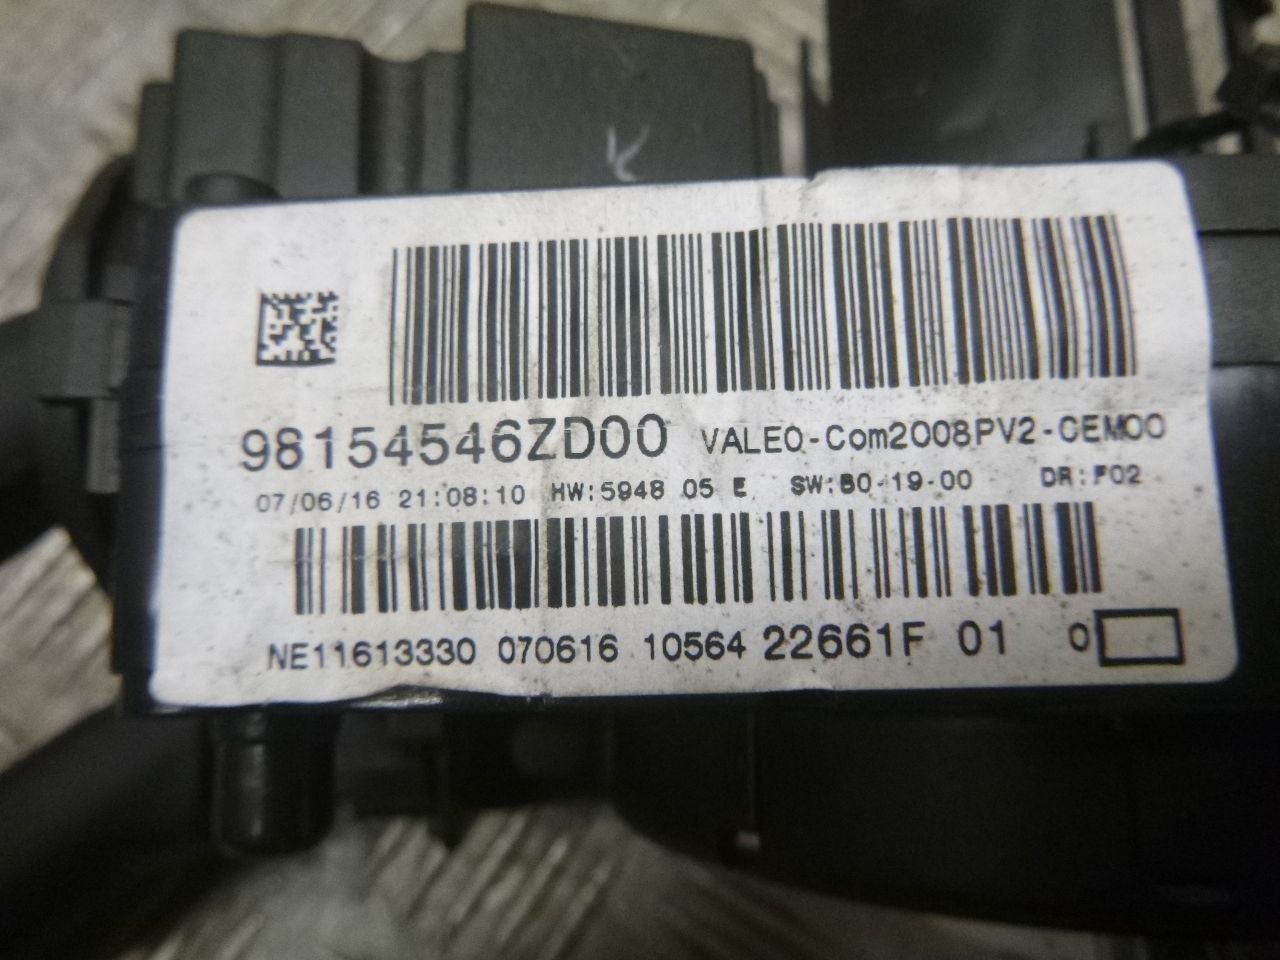 K
98154546ZD00 VALEO-Com2008PV2-CEM00
07/06/16 21:08:10 HW:5948 05 E SW:B0-19-00 DR:F02
NE11613330 070616 10564 22661F 01 0